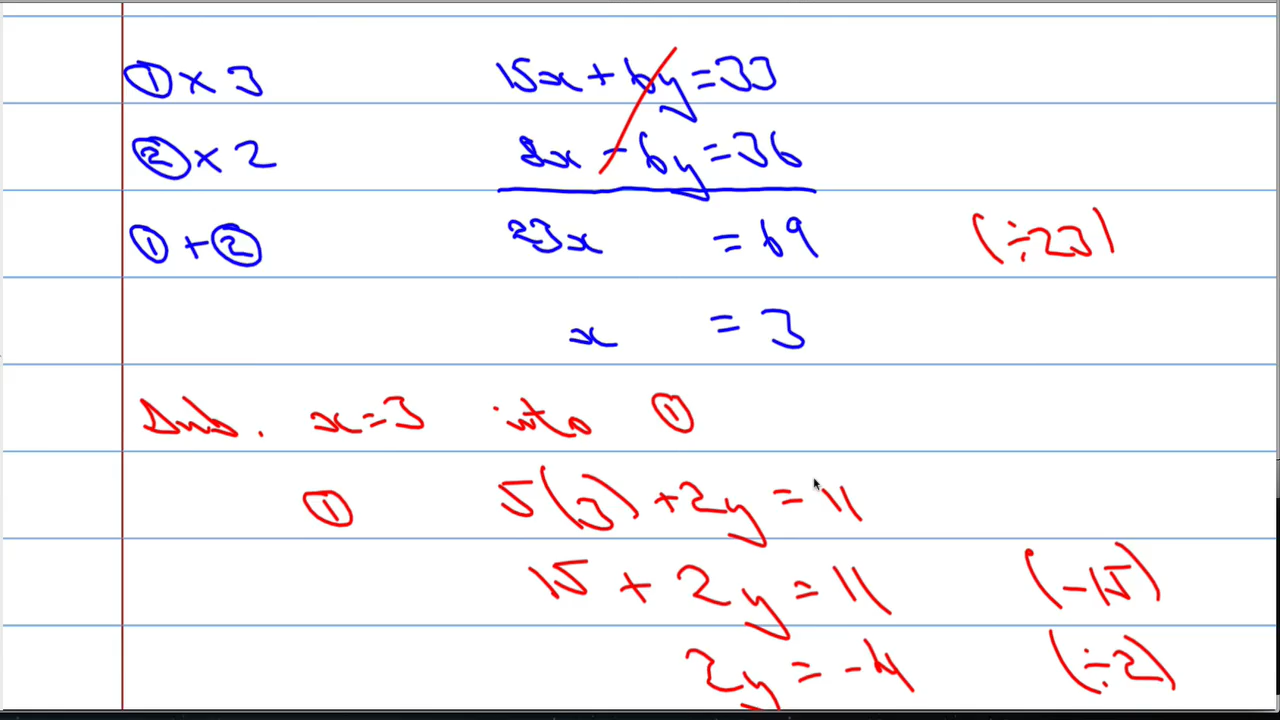 ① × 3 15x + 6y = 33
② × 2 8x - 6y = 36
① + ② 23x = 69 (÷23)
x = 3
Sub. x = 3 into ①
① 5(3) + 2y = 11
15 + 2y = 11 (-15)
2y = -4 (÷2)